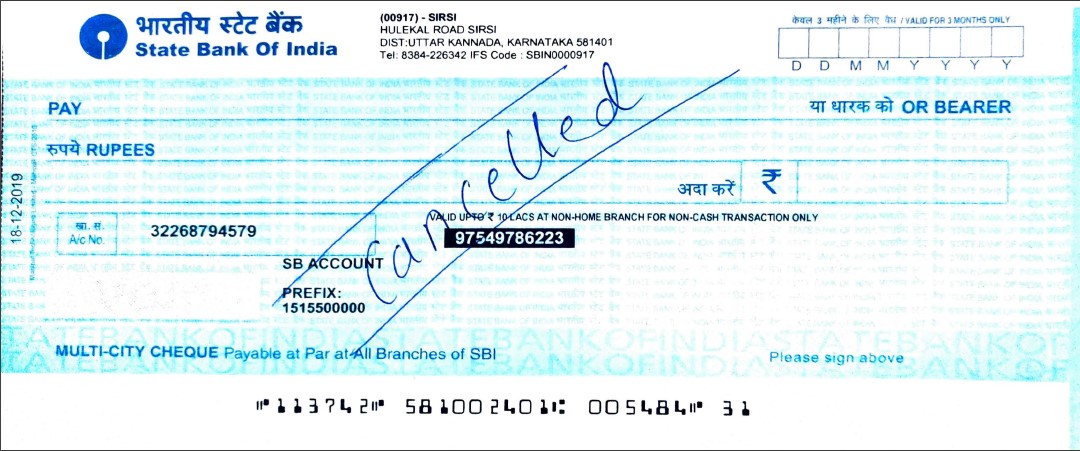 भारतीय स्टेट बैंक
State Bank Of India
(00917) - SIRSI
HULEKAL ROAD SIRSI
DIST:UTTAR KANNADA, KARNATAKA 581401
Tel: 8384-226342 IFS Code : SBIN0000917
केवल 3 महीने के लिए वैध / VALID FOR 3 MONTHS ONLY
D D M M Y Y Y Y
PAY
या धारक को OR BEARER
रुपये RUPEES
अदा करें ₹
18-12-2019
Cancelled
VALID UPTO ₹ 10 LACS AT NON-HOME BRANCH FOR NON-CASH TRANSACTION ONLY
खा. सं.
A/c No.
32268794579
97549786223
SB ACCOUNT
PREFIX:
1515500000
STATEBANKOFINDIASTATEBANKOF
MULTI-CITY CHEQUE Payable at Par at All Branches of SBI
Please sign above
⑈113742⑈ 581002401⑆ 005484⑈ 31